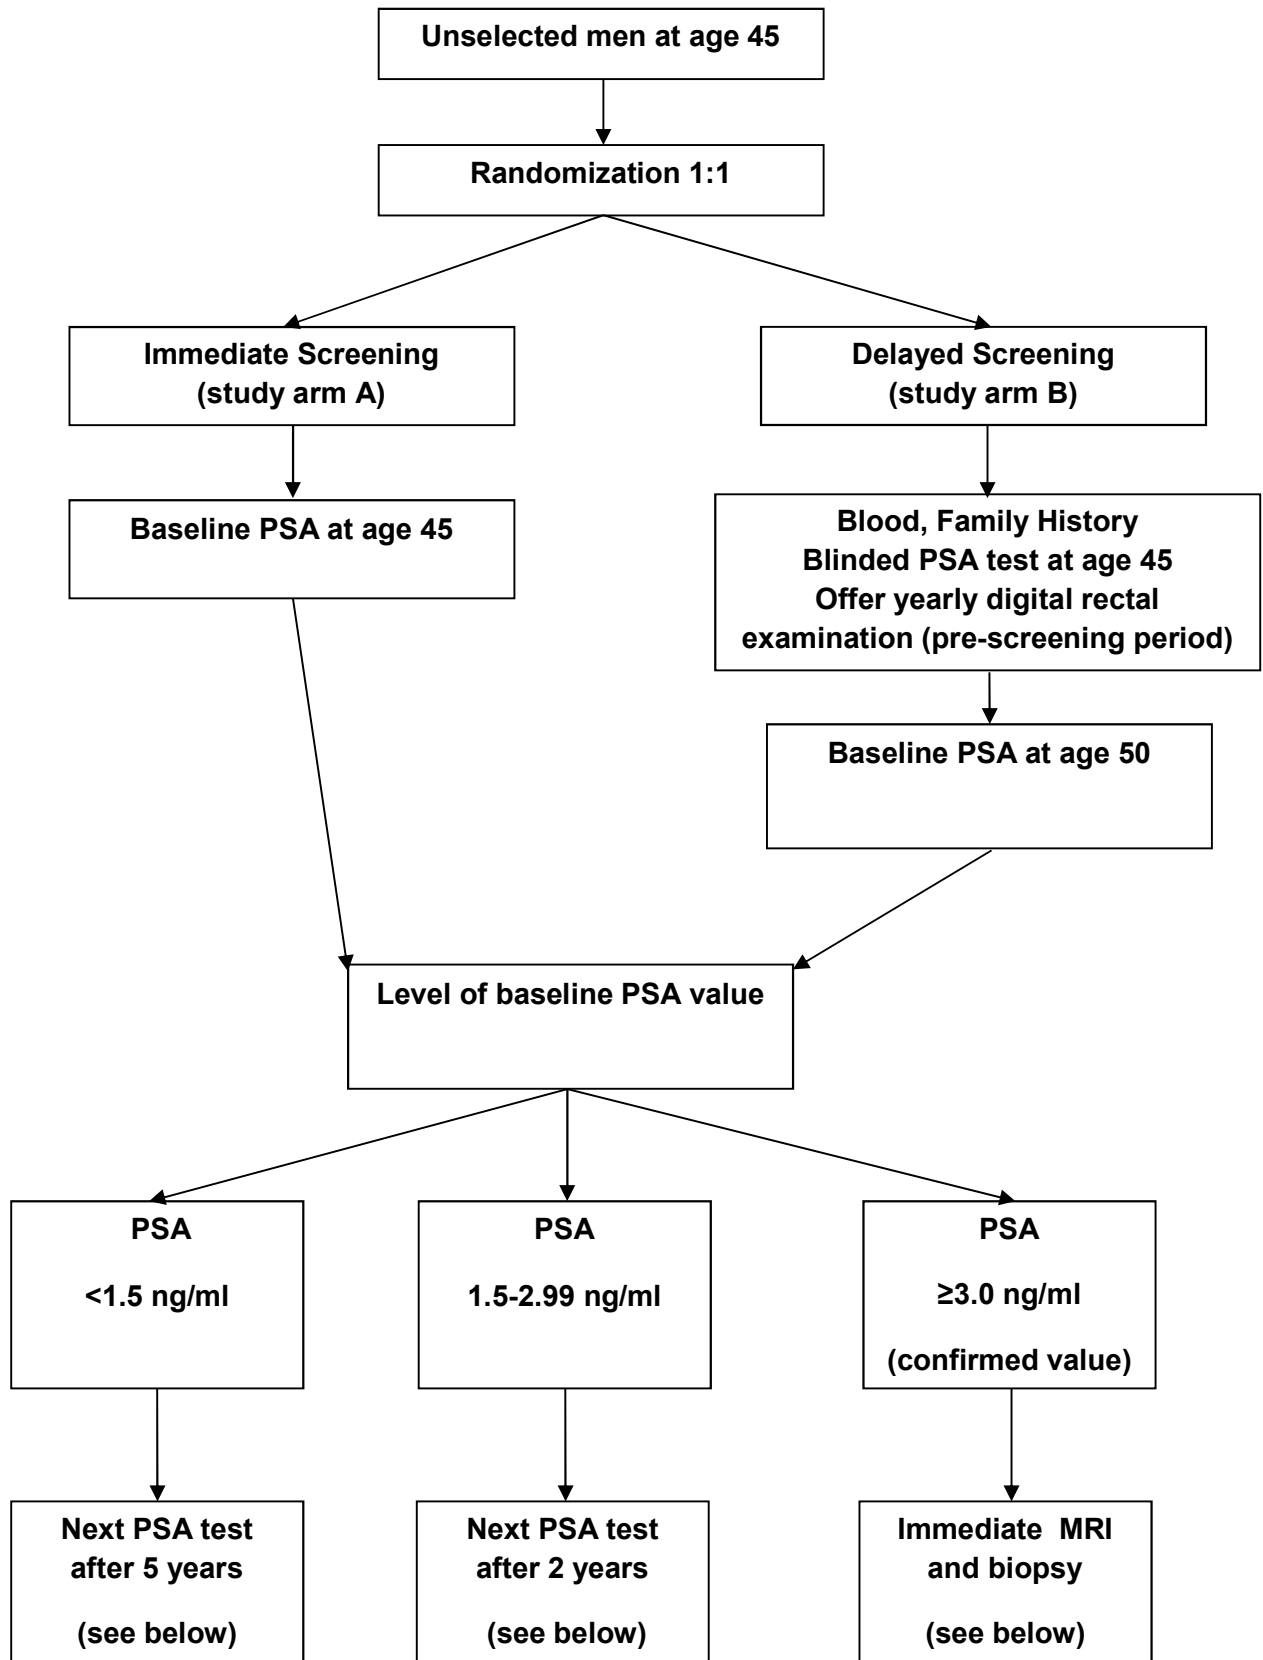 Unselected men at age 45
Randomization 1:1
Immediate Screening
(study arm A)
Delayed Screening
(study arm B)
Baseline PSA at age 45
Blood, Family History
Blinded PSA test at age 45
Offer yearly digital rectal
examination (pre-screening period)
Baseline PSA at age 50
Level of baseline PSA value
PSA
<1.5 ng/ml
PSA
1.5-2.99 ng/ml
PSA
≥3.0 ng/ml
(confirmed value)
Next PSA test
after 5 years
(see below)
Next PSA test
after 2 years
(see below)
Immediate  MRI
and biopsy
(see below)